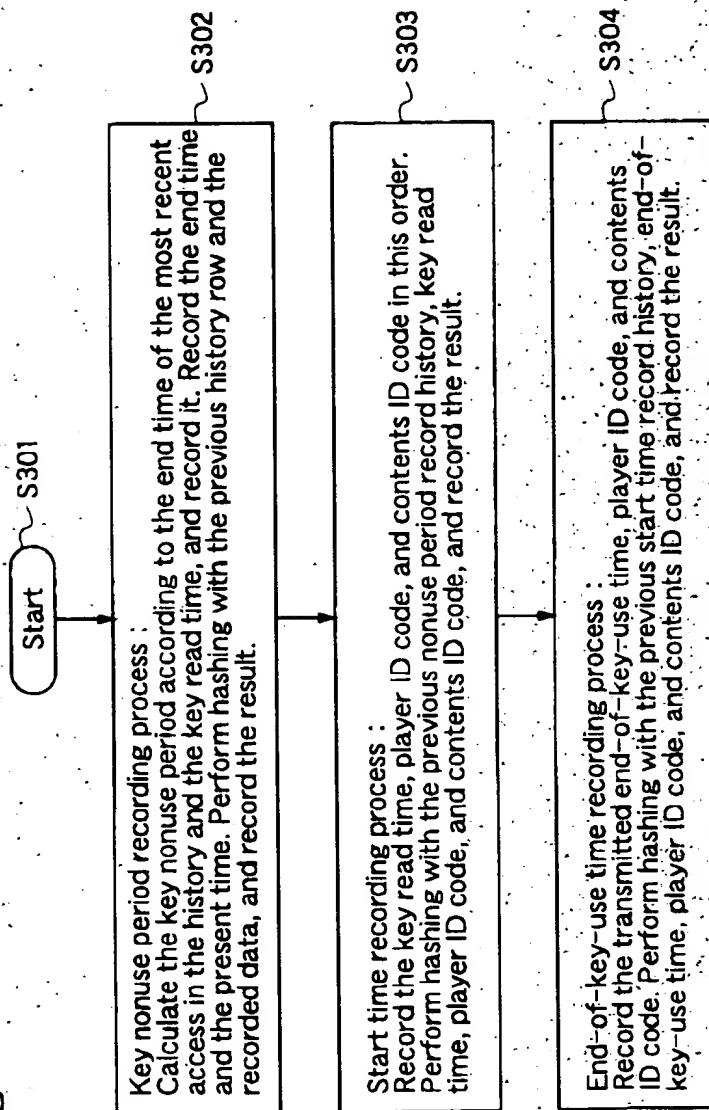 Start
S301
Key nonuse period recording process :
Calculate the key nonuse period according to the end time of the most recent
access in the history and the key read time, and record it. Record the end time
and the present time. Perform hashing with the previous history row and the
recorded data, and record the result.
S302
Start time recording process :
Record the key read time, player ID code, and contents ID code in this order.
Perform hashing with the previous nonuse period record history, key read
time, player ID code, and contents ID code, and record the result.
S303
End-of-key-use time recording process :
Record the transmitted end-of-key-use time, player ID code, and contents
ID code. Perform hashing with the previous start time record history, end-of-
key-use time, player ID code, and contents ID code, and record the result.
S304